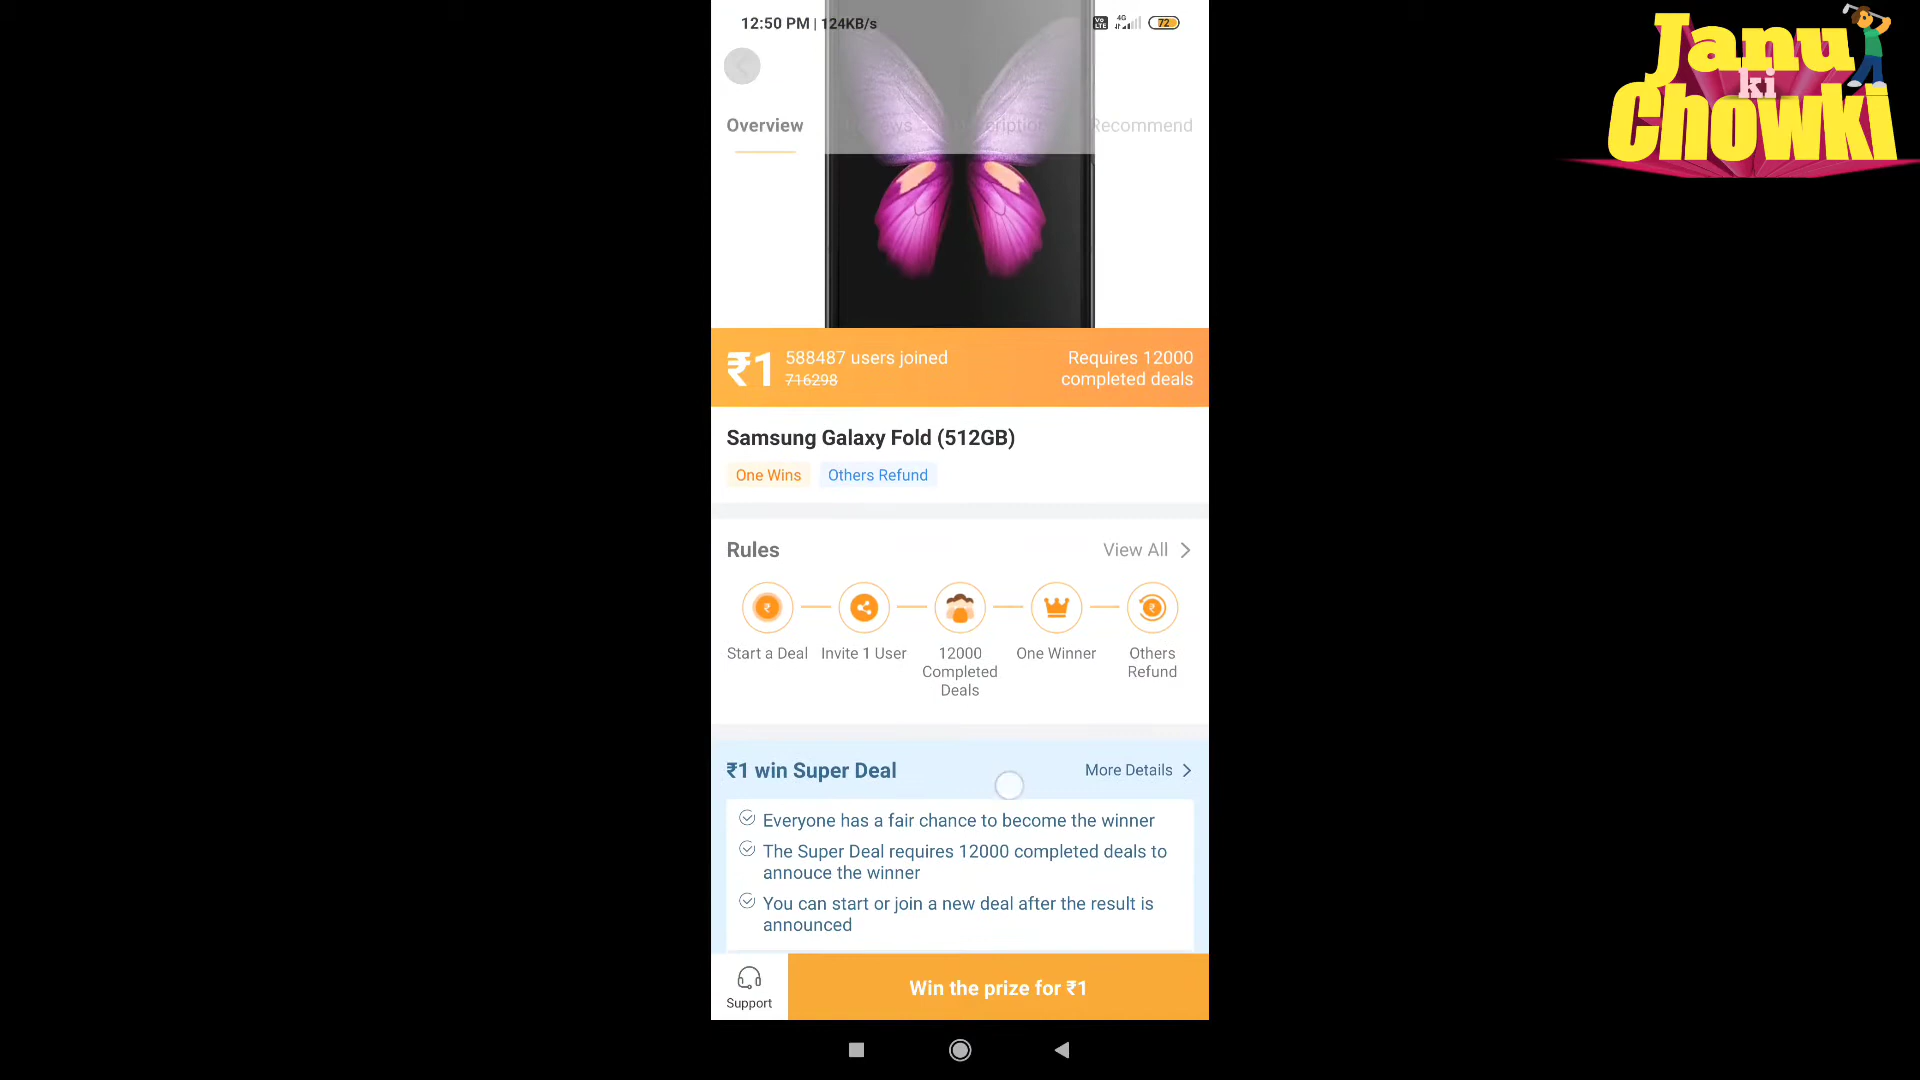 12:50 PM | 124KB/s
Vo LTE 4G 72
Janu
ki
Chowki
Overview Recommend
₹1 588487 users joined
716298
Requires 12000
completed deals
Samsung Galaxy Fold (512GB)
One Wins Others Refund
Rules View All
Start a Deal Invite 1 User 12000 One Winner Others
Completed Refund
Deals
₹1 win Super Deal More Details
Everyone has a fair chance to become the winner
The Super Deal requires 12000 completed deals to
annouce the winner
You can start or join a new deal after the result is
announced
Support
Win the prize for ₹1